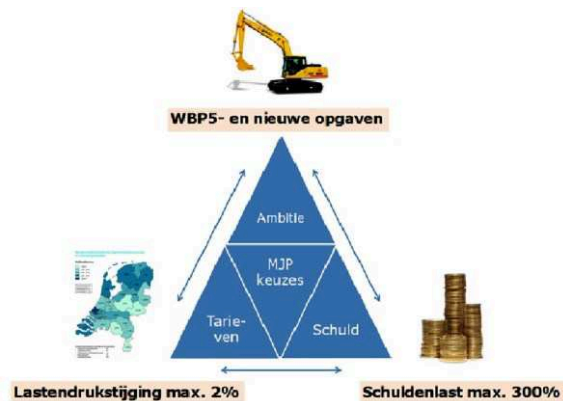 WBP5- en nieuwe opgaven
Ambitie
MJP
keuzes
Tarie-
ven
Schuld
Lastendrukstijging max. 2%
Schuldenlast max. 300%